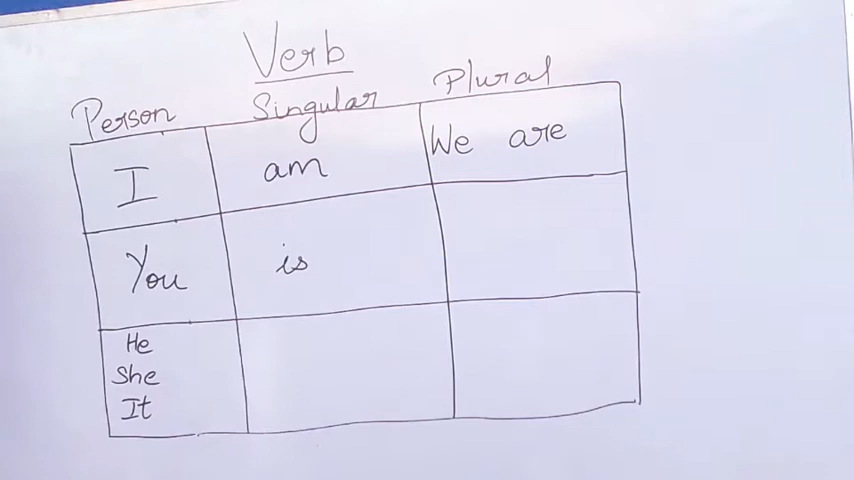 Verb
Person Singular Plural
I am We are
You is
He
She
It